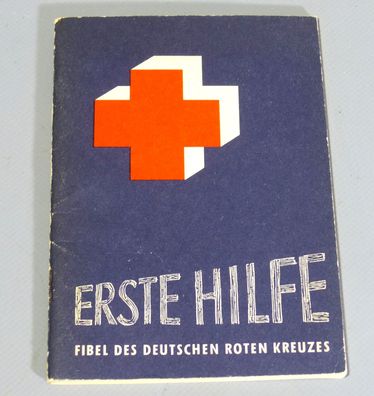 ERSTE HILFE
FIBEL DES DEUTSCHEN ROTEN KREUZES